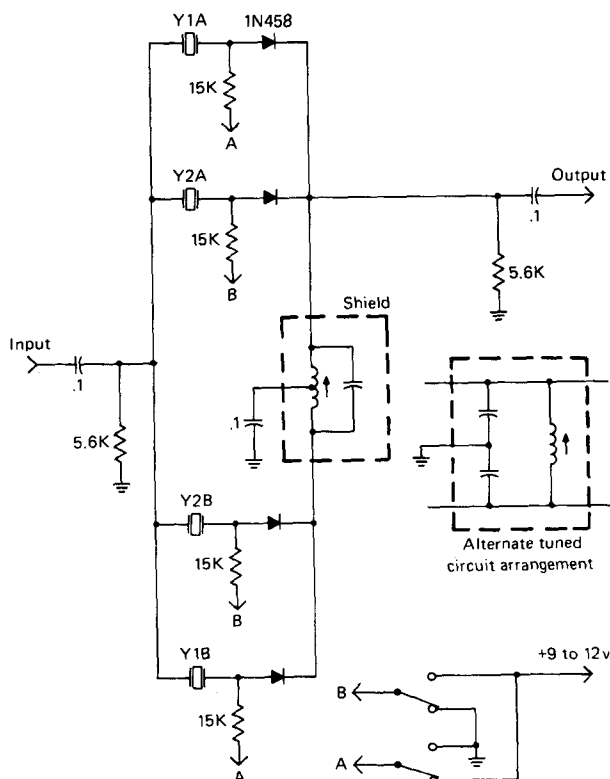 Y1A
1N458
15K
A
Y2A
Output
.1
15K
B
5.6K
Shield
Input
.1
.1
5.6K
Y2B
Alternate tuned
circuit arrangement
15K
B
Y1B
+9 to 12v
B
15K
A
A